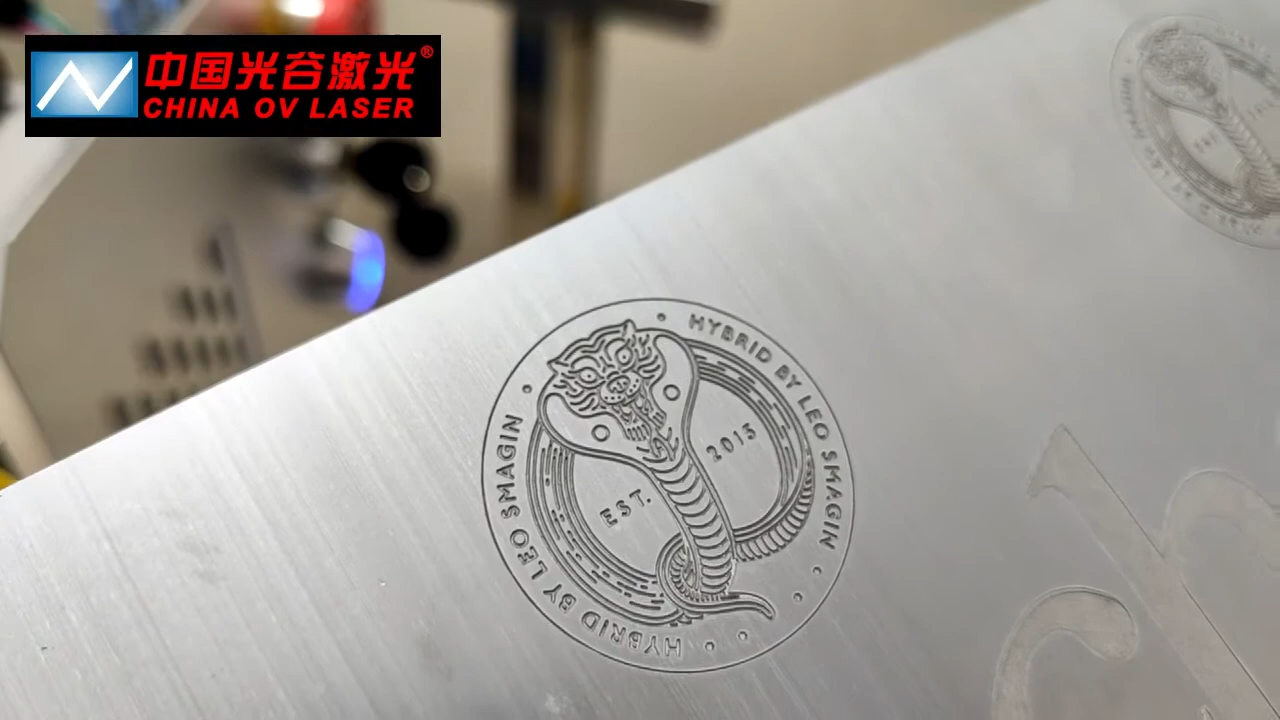 中国光谷激光®
CHINA OV LASER
HYBRID BY LEO SMAGIN
HYBRID BY LEO SMAGIN
EST.
2015